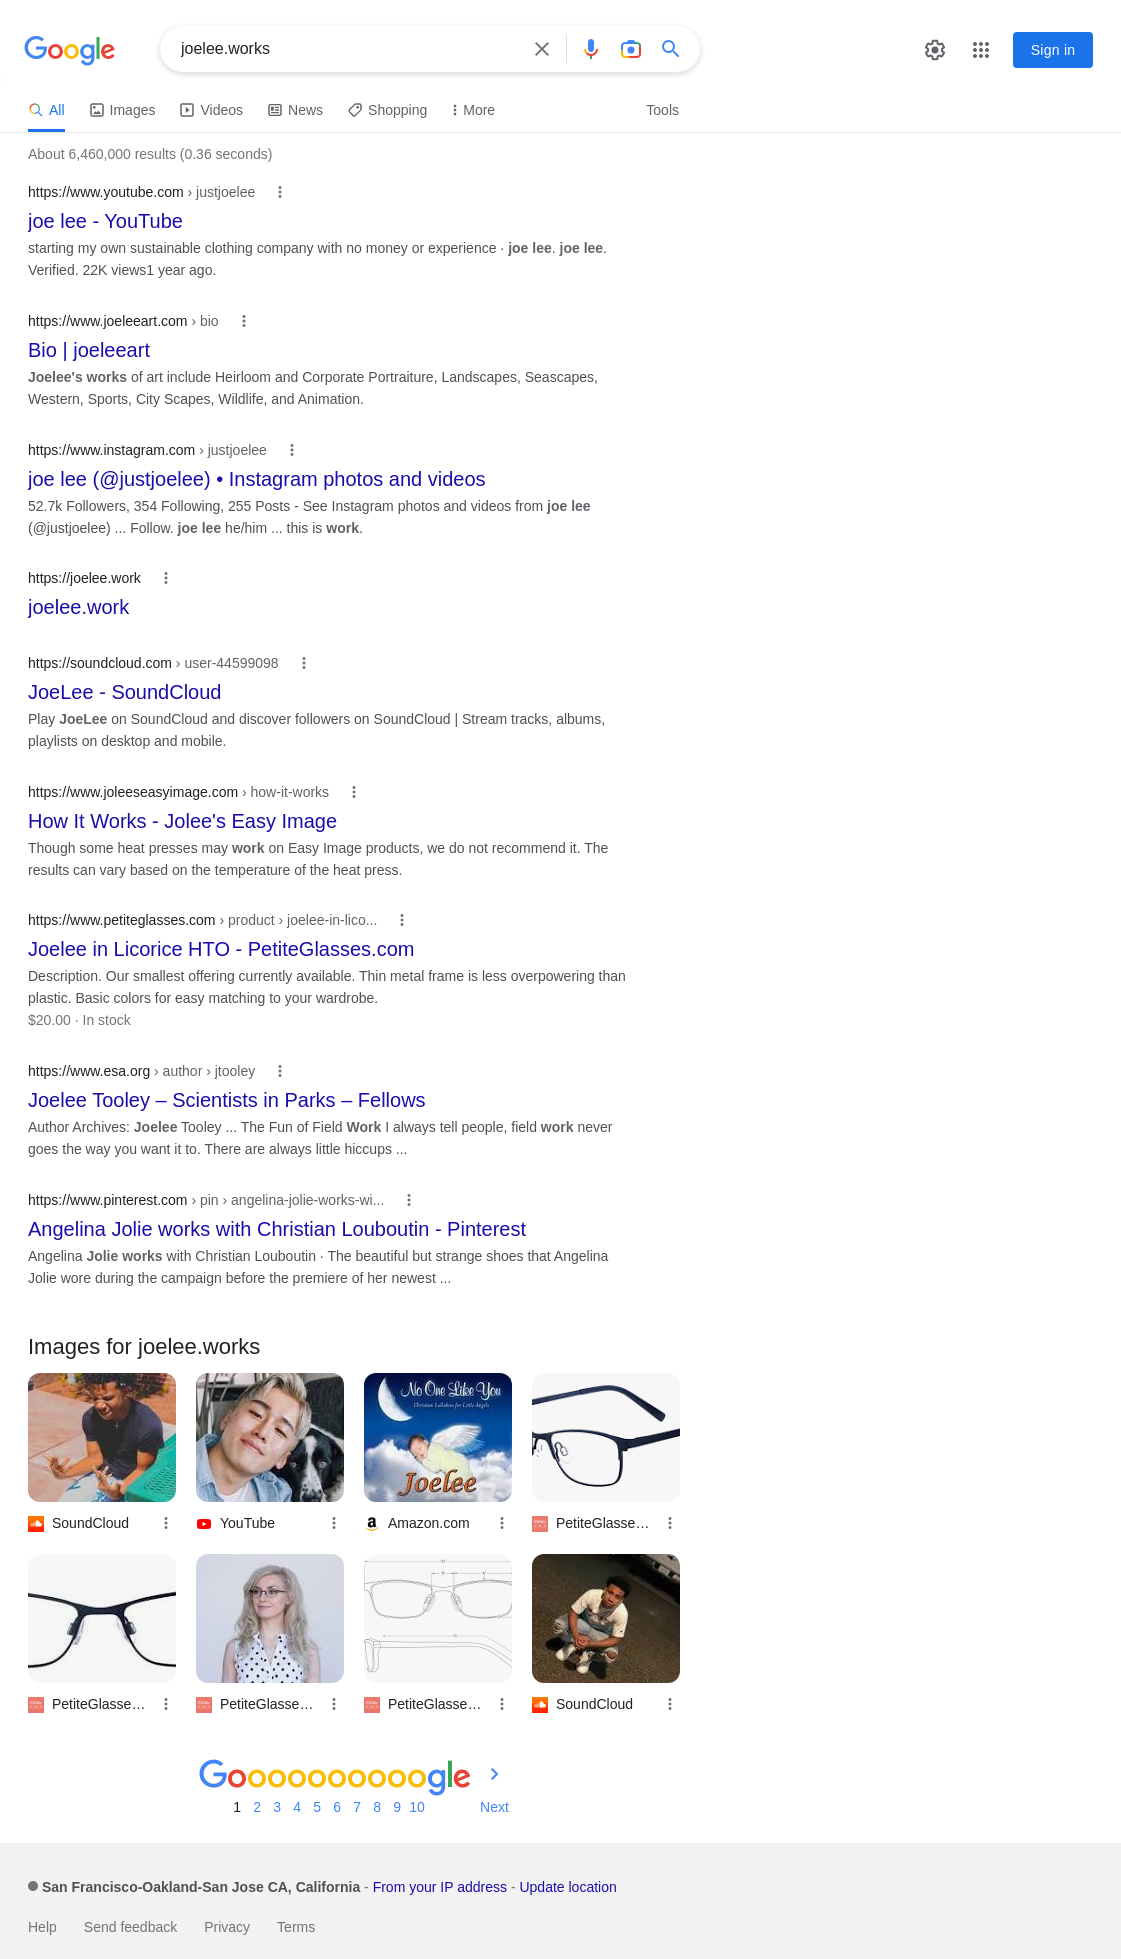 Google
joelee.works
Sign in
All
Images
Videos
News
Shopping
More
Tools
About 6,460,000 results (0.36 seconds)
https://www.youtube.com › justjoelee
joe lee - YouTube
starting my own sustainable clothing company with no money or experience · joe lee. joe lee.
Verified. 22K views1 year ago.
https://www.joeleeart.com › bio
Bio | joeleeart
Joelee's works of art include Heirloom and Corporate Portraiture, Landscapes, Seascapes,
Western, Sports, City Scapes, Wildlife, and Animation.
https://www.instagram.com › justjoelee
joe lee (@justjoelee) • Instagram photos and videos
52.7k Followers, 354 Following, 255 Posts - See Instagram photos and videos from joe lee
(@justjoelee) ... Follow. joe lee he/him ... this is work.
https://joelee.work
joelee.work
https://soundcloud.com › user-44599098
JoeLee - SoundCloud
Play JoeLee on SoundCloud and discover followers on SoundCloud | Stream tracks, albums,
playlists on desktop and mobile.
https://www.joleeseasyimage.com › how-it-works
How It Works - Jolee's Easy Image
Though some heat presses may work on Easy Image products, we do not recommend it. The
results can vary based on the temperature of the heat press.
https://www.petiteglasses.com › product › joelee-in-lico...
Joelee in Licorice HTO - PetiteGlasses.com
Description. Our smallest offering currently available. Thin metal frame is less overpowering than
plastic. Basic colors for easy matching to your wardrobe.
$20.00 · In stock
https://www.esa.org › author › jtooley
Joelee Tooley – Scientists in Parks – Fellows
Author Archives: Joelee Tooley ... The Fun of Field Work I always tell people, field work never
goes the way you want it to. There are always little hiccups ...
https://www.pinterest.com › pin › angelina-jolie-works-wi...
Angelina Jolie works with Christian Louboutin - Pinterest
Angelina Jolie works with Christian Louboutin · The beautiful but strange shoes that Angelina
Jolie wore during the campaign before the premiere of her newest ...
Images for joelee.works
No One Like You
Christian Lullabies for Little Angels
Joelee
SoundCloud
YouTube
Amazon.com
PetiteGlasse...
PetiteGlasse...
PetiteGlasse...
PetiteGlasse...
SoundCloud
Goooooooooogle
1 2 3 4 5 6 7 8 9 10 Next
San Francisco-Oakland-San Jose CA, California - From your IP address - Update location
Help Send feedback Privacy Terms